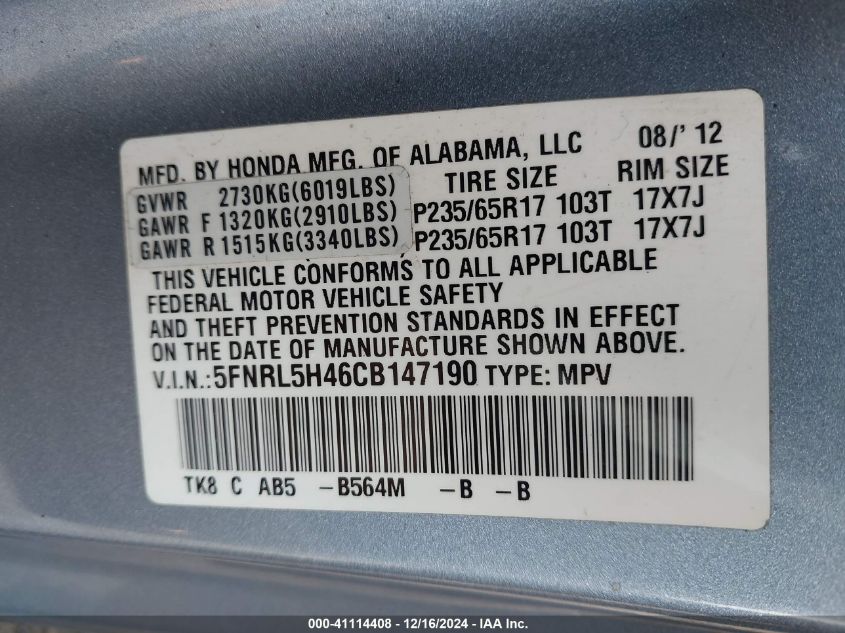 MFD. BY HONDA MFG. OF ALABAMA, LLC 08/' 12
TIRE SIZE RIM SIZE
GVWR 2730KG(6019LBS)
GAWR F 1320KG(2910LBS) P235/65R17 103T 17X7J
GAWR R 1515KG(3340LBS) P235/65R17 103T 17X7J
THIS VEHICLE CONFORMS TO ALL APPLICABLE
FEDERAL MOTOR VEHICLE SAFETY
AND THEFT PREVENTION STANDARDS IN EFFECT
ON THE DATE OF MANUFACTURE SHOWN ABOVE.
V.I.N.:5FNRL5H46CB147190 TYPE: MPV
TK8 C AB5 -B564M -B -B
000-41114408 - 12/16/2024 - IAA Inc.